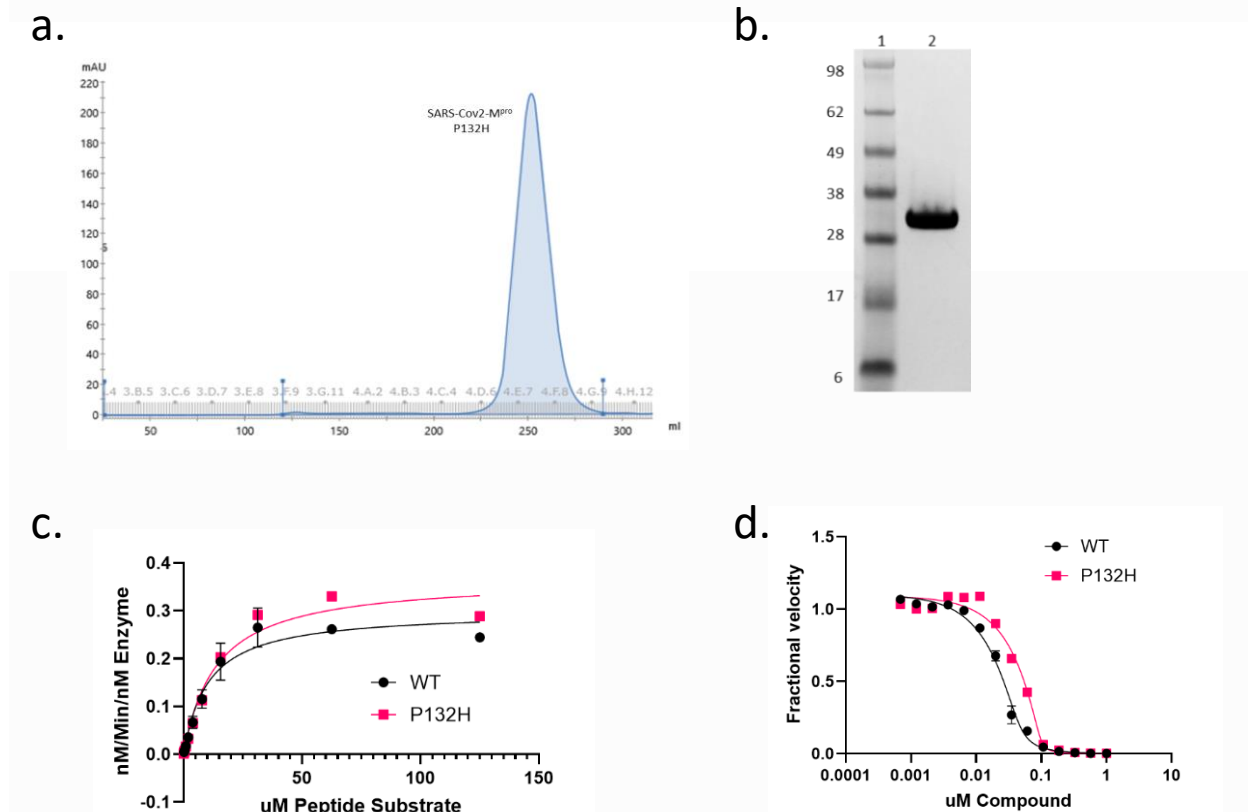 a.
mAU
220
200
180
160
140
120
100
80
60
40
20
0
SARS-Cov2-Mᵖʳᵒ
P132H
.4 3.B.5 3.C.6 3.D.7 3.E.8 3.F.9 3.G.11 4.A.2 4.B.3 4.C.4 4.D.6 4.E.7 4.F.8 4.G.9 4.H.12
50 100 150 200 250 300 ml
b.
1 2
98
62
49
38
28
17
6
c.
nM/Min/nM Enzyme
0.4
0.3
0.2
0.1
0.0
-0.1
WT
P132H
50 100 150
uM Peptide Substrate
d.
Fractional velocity
1.5
1.0
0.5
0.0
WT
P132H
0.0001 0.001 0.01 0.1 1 10
uM Compound